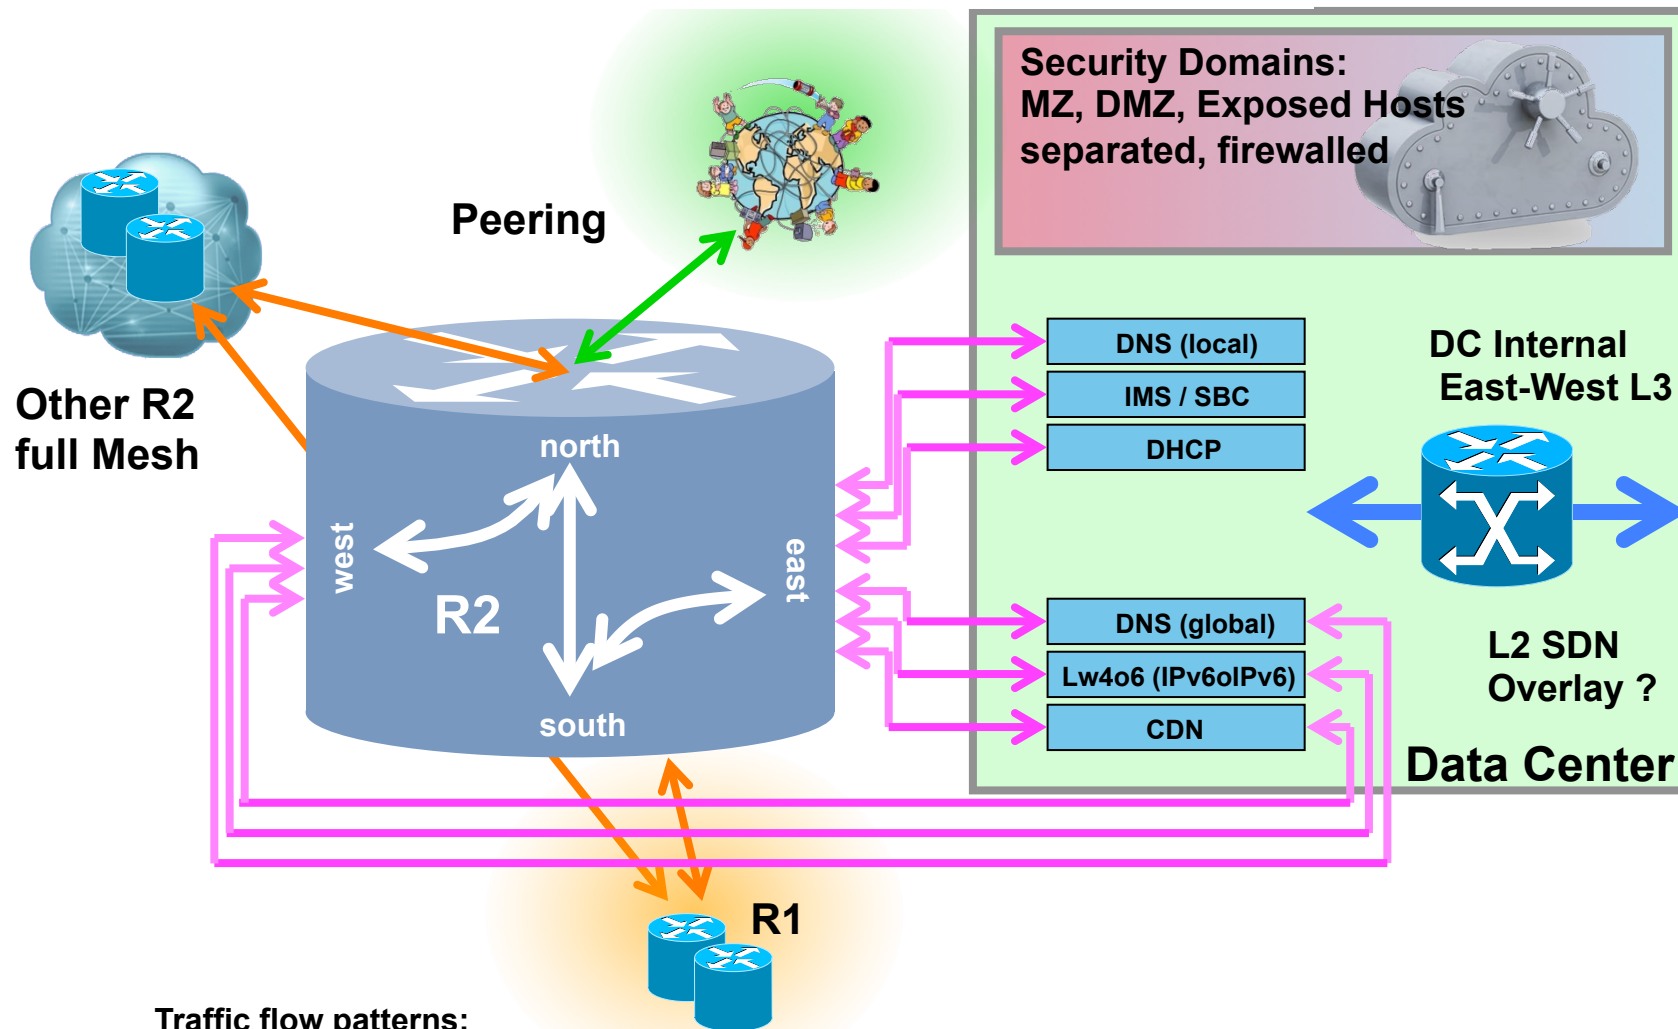 Security Domains:
MZ, DMZ, Exposed Hosts
separated, firewalled
Peering
Other R2
full Mesh
north
west
east
R2
south
DNS (local)
IMS / SBC
DHCP
DC Internal
East-West L3
DNS (global)
Lw4o6 (IPv6oIPv6)
CDN
L2 SDN
Overlay ?
Data Center
R1
Traffic flow patterns: